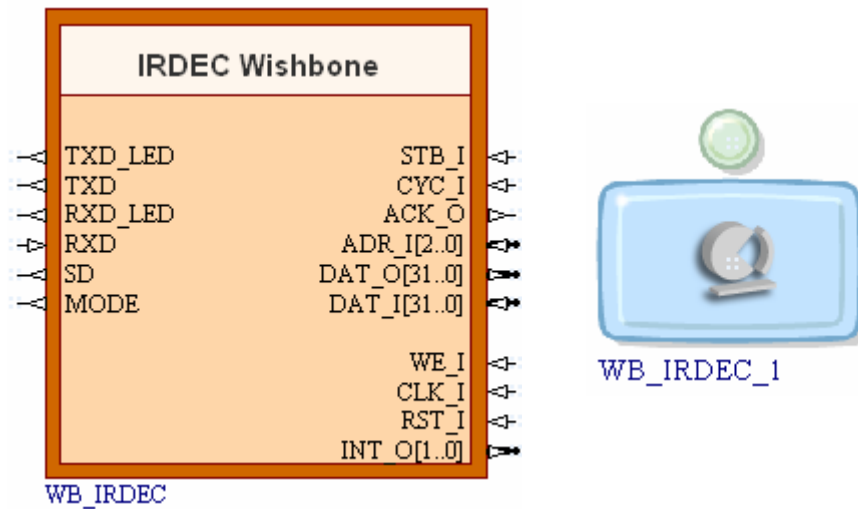 IRDEC Wishbone
TXD_LED STB_I
TXD CYC_I
RXD_LED ACK_O
RXD ADR_I[2..0]
SD DAT_O[31..0]
MODE DAT_I[31..0]
WE_I
CLK_I
RST_I
INT_O[1..0]
WB_IRDEC
WB_IRDEC_1